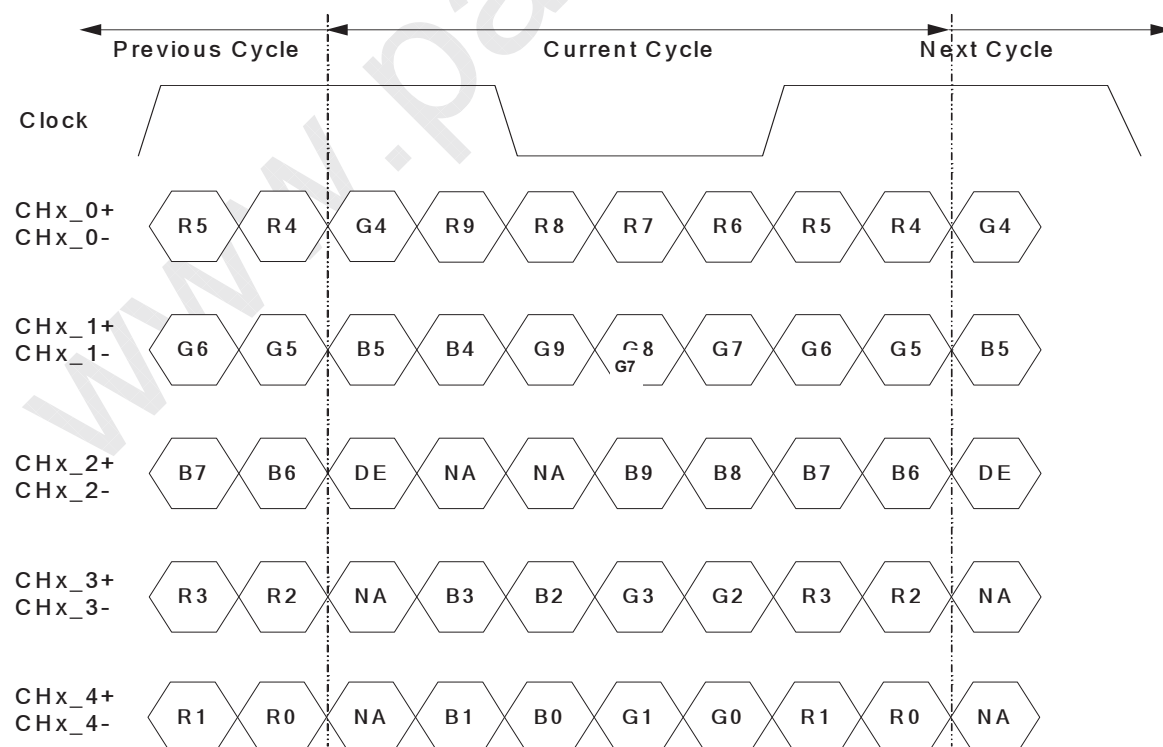 Previous Cycle Current Cycle Next Cycle
Clock
CHx_0+
CHx_0-
R5 R4 G4 R9 R8 R7 R6 R5 R4 G4
CHx_1+
CHx_1-
G6 G5 B5 B4 G9 G8 G7 G6 G5 B5
G7
CHx_2+
CHx_2-
B7 B6 DE NA NA B9 B8 B7 B6 DE
CHx_3+
CHx_3-
R3 R2 NA B3 B2 G3 G2 R3 R2 NA
CHx_4+
CHx_4-
R1 R0 NA B1 B0 G1 G0 R1 R0 NA
www.pa